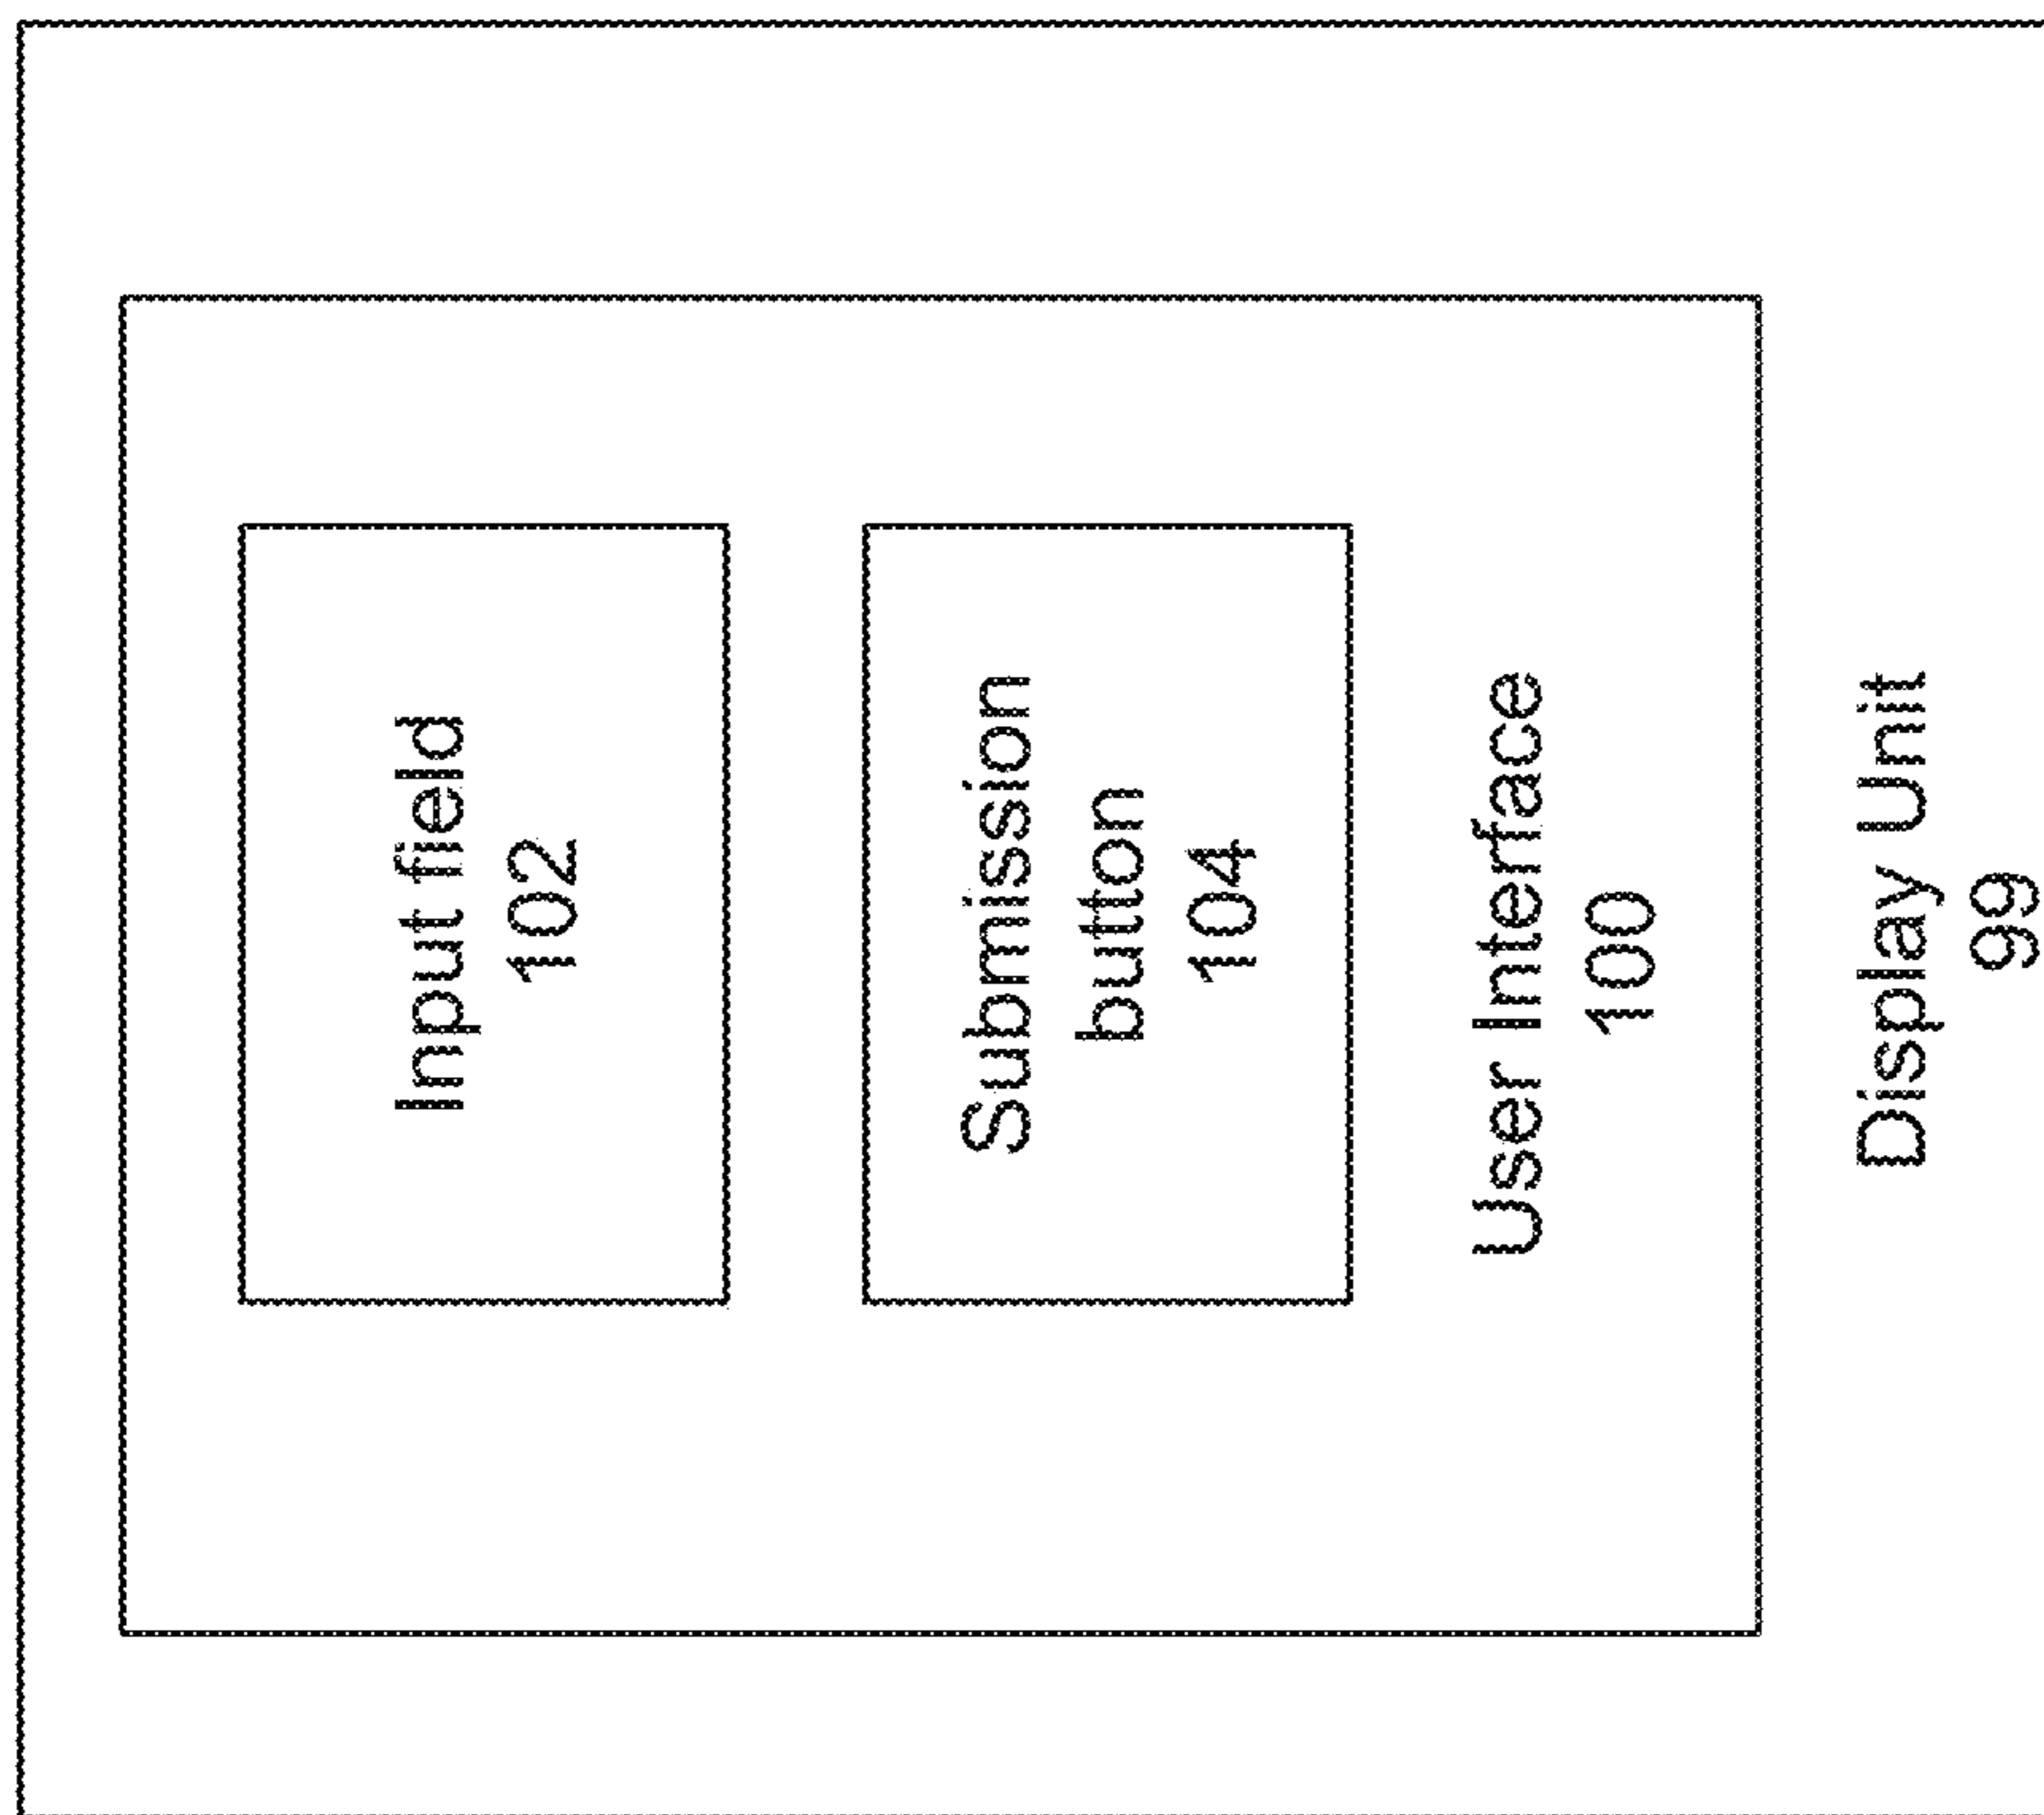 Input field
102
Submission
button
104
User Interface
100
Display Unit
99